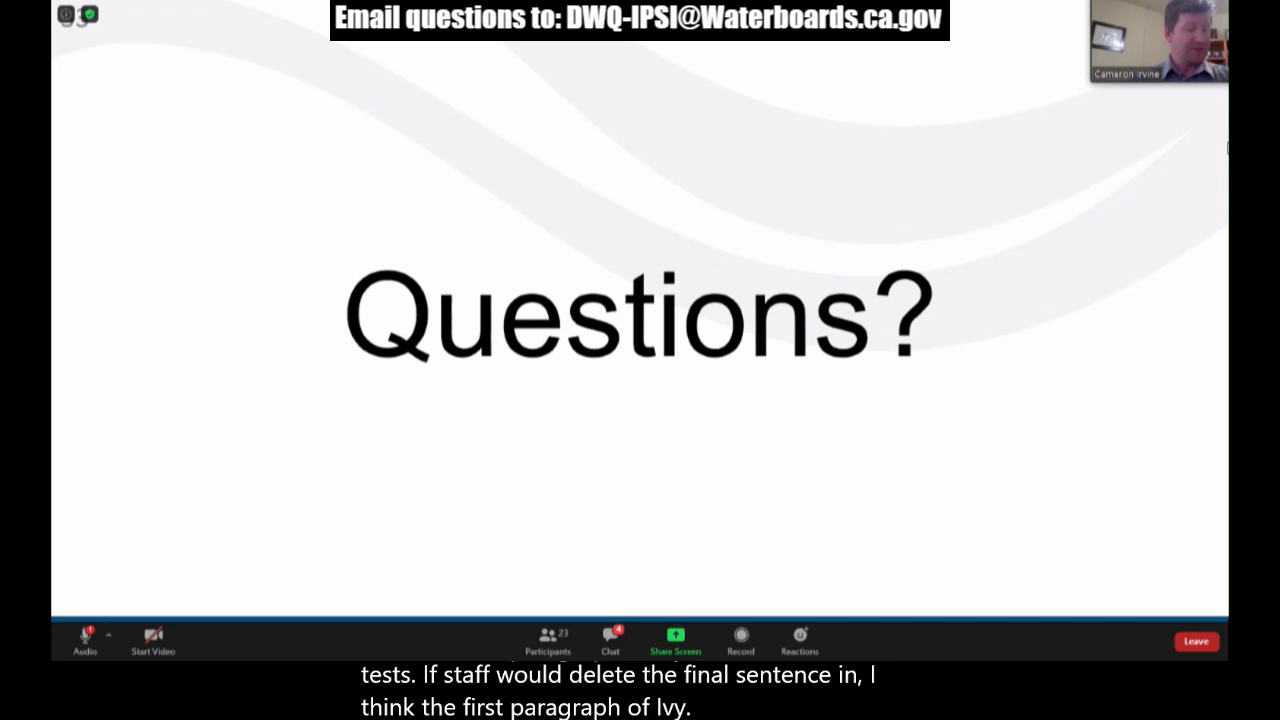 Email questions to: DWQ-IPSI@Waterboards.ca.gov
Cameron Irvine
Questions?
23
4
Audio
Start Video
Participants
Chat
Share Screen
Record
Reactions
Leave
tests. If staff would delete the final sentence in, I
think the first paragraph of Ivy.